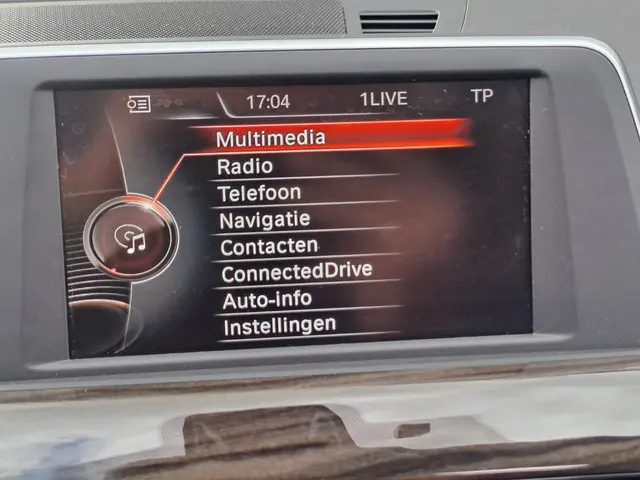 17:04 1LIVE TP
Multimedia
Radio
Telefoon
Navigatie
Contacten
ConnectedDrive
Auto-info
Instellingen